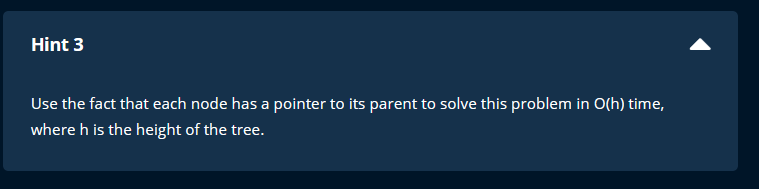 Hint 3
Use the fact that each node has a pointer to its parent to solve this problem in O(h) time,
where h is the height of the tree.